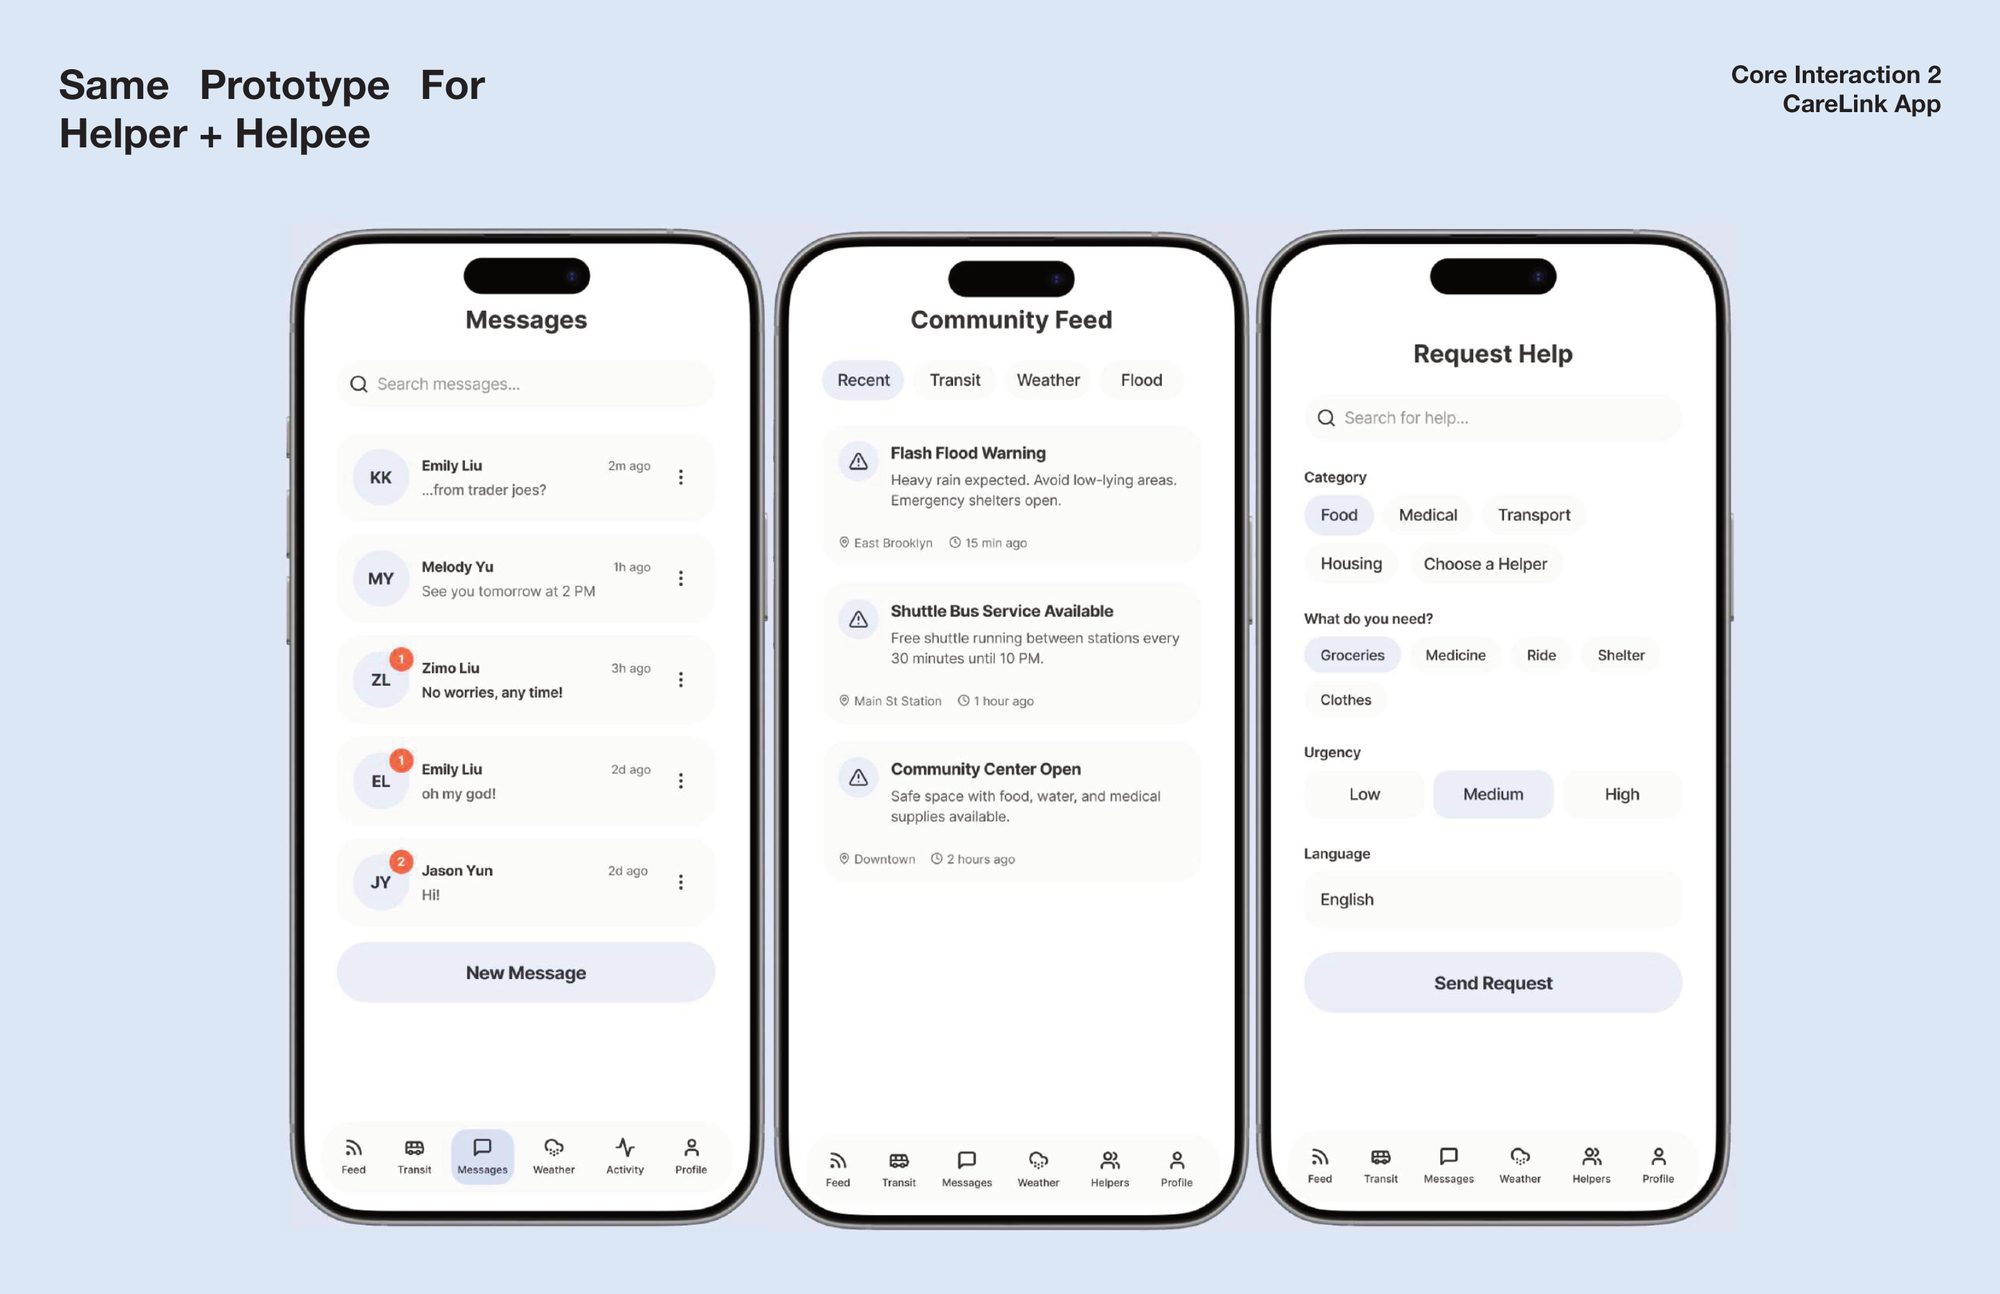 Same Prototype For
Helper + Helpee
Core Interaction 2
CareLink App
Messages
Search messages...
KK
Emily Liu
2m ago
...from trader joes?
MY
Melody Yu
1h ago
See you tomorrow at 2 PM
ZL
1
Zimo Liu
3h ago
No worries, any time!
EL
1
Emily Liu
2d ago
oh my god!
JY
2
Jason Yun
2d ago
Hi!
New Message
Feed Transit Messages Weather Activity Profile
Community Feed
Recent Transit Weather Flood
Flash Flood Warning
Heavy rain expected. Avoid low-lying areas.
Emergency shelters open.
East Brooklyn 15 min ago
Shuttle Bus Service Available
Free shuttle running between stations every
30 minutes until 10 PM.
Main St Station 1 hour ago
Community Center Open
Safe space with food, water, and medical
supplies available.
Downtown 2 hours ago
Feed Transit Messages Weather Helpers Profile
Request Help
Search for help...
Category
Food Medical Transport
Housing Choose a Helper
What do you need?
Groceries Medicine Ride Shelter
Clothes
Urgency
Low Medium High
Language
English
Send Request
Feed Transit Messages Weather Helpers Profile